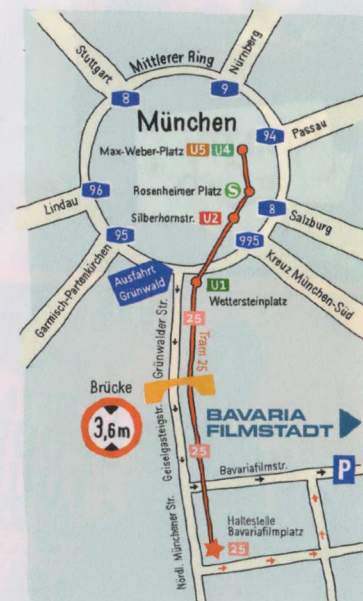 Stuttgart
Mittlerer Ring
Nürnberg
8
9
München
94
Passau
Max-Weber-Platz U5 U4
Rosenheimer Platz S
96
Lindau
Silberhornstr. U2
8
Salzburg
95
995
Garmisch-Partenkirchen
Kreuz München-Süd
Ausfahrt
Grünwald
U1
Wettersteinplatz
25
Grünwalder Str.
Tram 25
Brücke
3,6m
Geiselgasteigstr.
BAVARIA
FILMSTADT
25
Bavariafilmstr.
P
Nördl. Münchener Str.
Haltestelle
Bavariafilmplatz
25